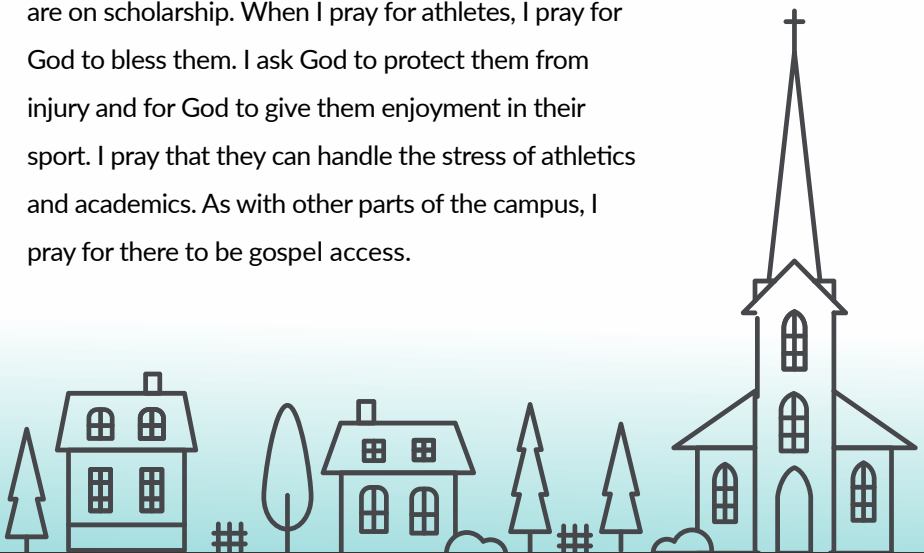 are on scholarship. When I pray for athletes, I pray for
God to bless them. I ask God to protect them from
injury and for God to give them enjoyment in their
sport. I pray that they can handle the stress of athletics
and academics. As with other parts of the campus, I
pray for there to be gospel access.